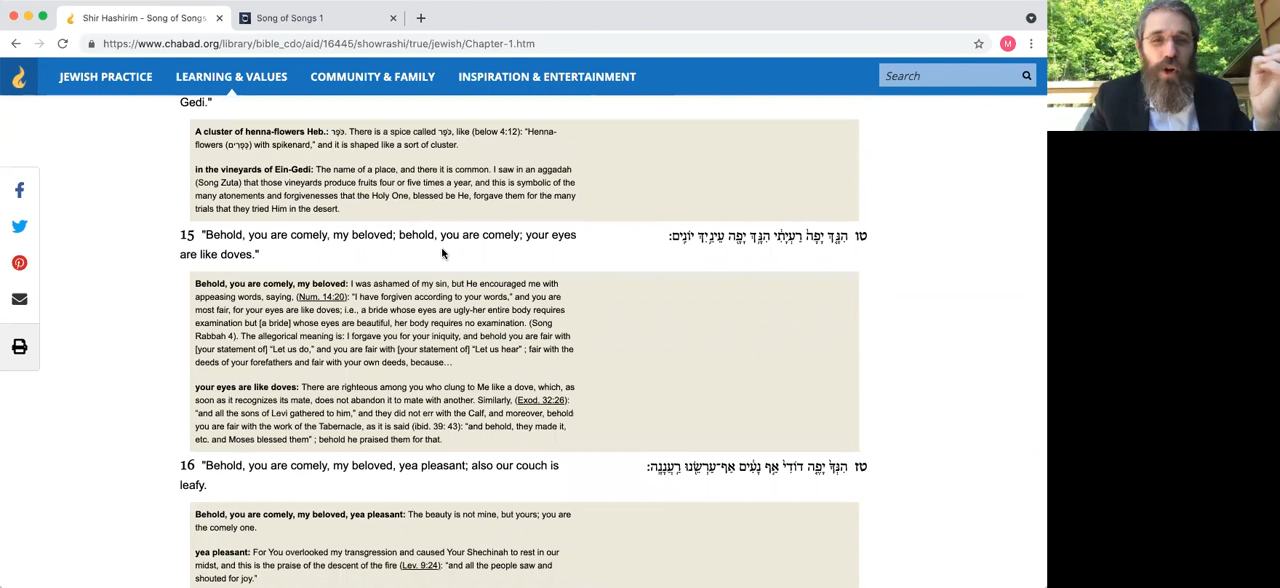 Shir Hashirim - Song of Songs
Song of Songs 1
https://www.chabad.org/library/bible_cdo/aid/16445/showrashi/true/jewish/Chapter-1.htm
M
JEWISH PRACTICE
LEARNING & VALUES
COMMUNITY & FAMILY
INSPIRATION & ENTERTAINMENT
Search
Gedi."
A cluster of henna-flowers Heb.: כֹּפֶר. There is a spice called כֹּפֶר, like (below 4:12): "Henna-
flowers (כְּפָרִים) with spikenard," and it is shaped like a sort of cluster.
in the vineyards of Ein-Gedi: The name of a place, and there it is common. I saw in an aggadah
(Song Zuta) that those vineyards produce fruits four or five times a year, and this is symbolic of the
many atonements and forgivenesses that the Holy One, blessed be He, forgave them for the many
trials that they tried Him in the desert.
15 "Behold, you are comely, my beloved; behold, you are comely; your eyes
are like doves."
טו הִנָּ֤ךְ יָפָה֙ רַעְיָתִ֔י הִנָּ֥ךְ יָפָ֖ה עֵינַ֥יִךְ יוֹנִֽים:
Behold, you are comely, my beloved: I was ashamed of my sin, but He encouraged me with
appeasing words, saying, (Num. 14:20): "I have forgiven according to your words," and you are
most fair, for your eyes are like doves; i.e., a bride whose eyes are ugly-her entire body requires
examination but [a bride] whose eyes are beautiful, her body requires no examination. (Song
Rabbah 4). The allegorical meaning is: I forgave you for your iniquity, and behold you are fair with
[your statement of] "Let us do," and you are fair with [your statement of] "Let us hear" ; fair with the
deeds of your forefathers and fair with your own deeds, because…
your eyes are like doves: There are righteous among you who clung to Me like a dove, which, as
soon as it recognizes its mate, does not abandon it to mate with another. Similarly, (Exod. 32:26):
"and all the sons of Levi gathered to him," and they did not err with the Calf, and moreover, behold
you are fair with the work of the Tabernacle, as it is said (ibid. 39: 43): "and behold, they made it,
etc. and Moses blessed them" ; behold he praised them for that.
16 "Behold, you are comely, my beloved, yea pleasant; also our couch is
leafy.
טז הִנְּךָ֨ יָפֶ֤ה דוֹדִי֙ אַ֣ף נָעִ֔ים אַף־עַרְשֵׂ֖נוּ רַֽעֲנָנָֽה:
Behold, you are comely, my beloved, yea pleasant: The beauty is not mine, but yours; you are
the comely one.
yea pleasant: For You overlooked my transgression and caused Your Shechinah to rest in our
midst, and this is the praise of the descent of the fire (Lev. 9:24): "and all the people saw and
shouted for joy."